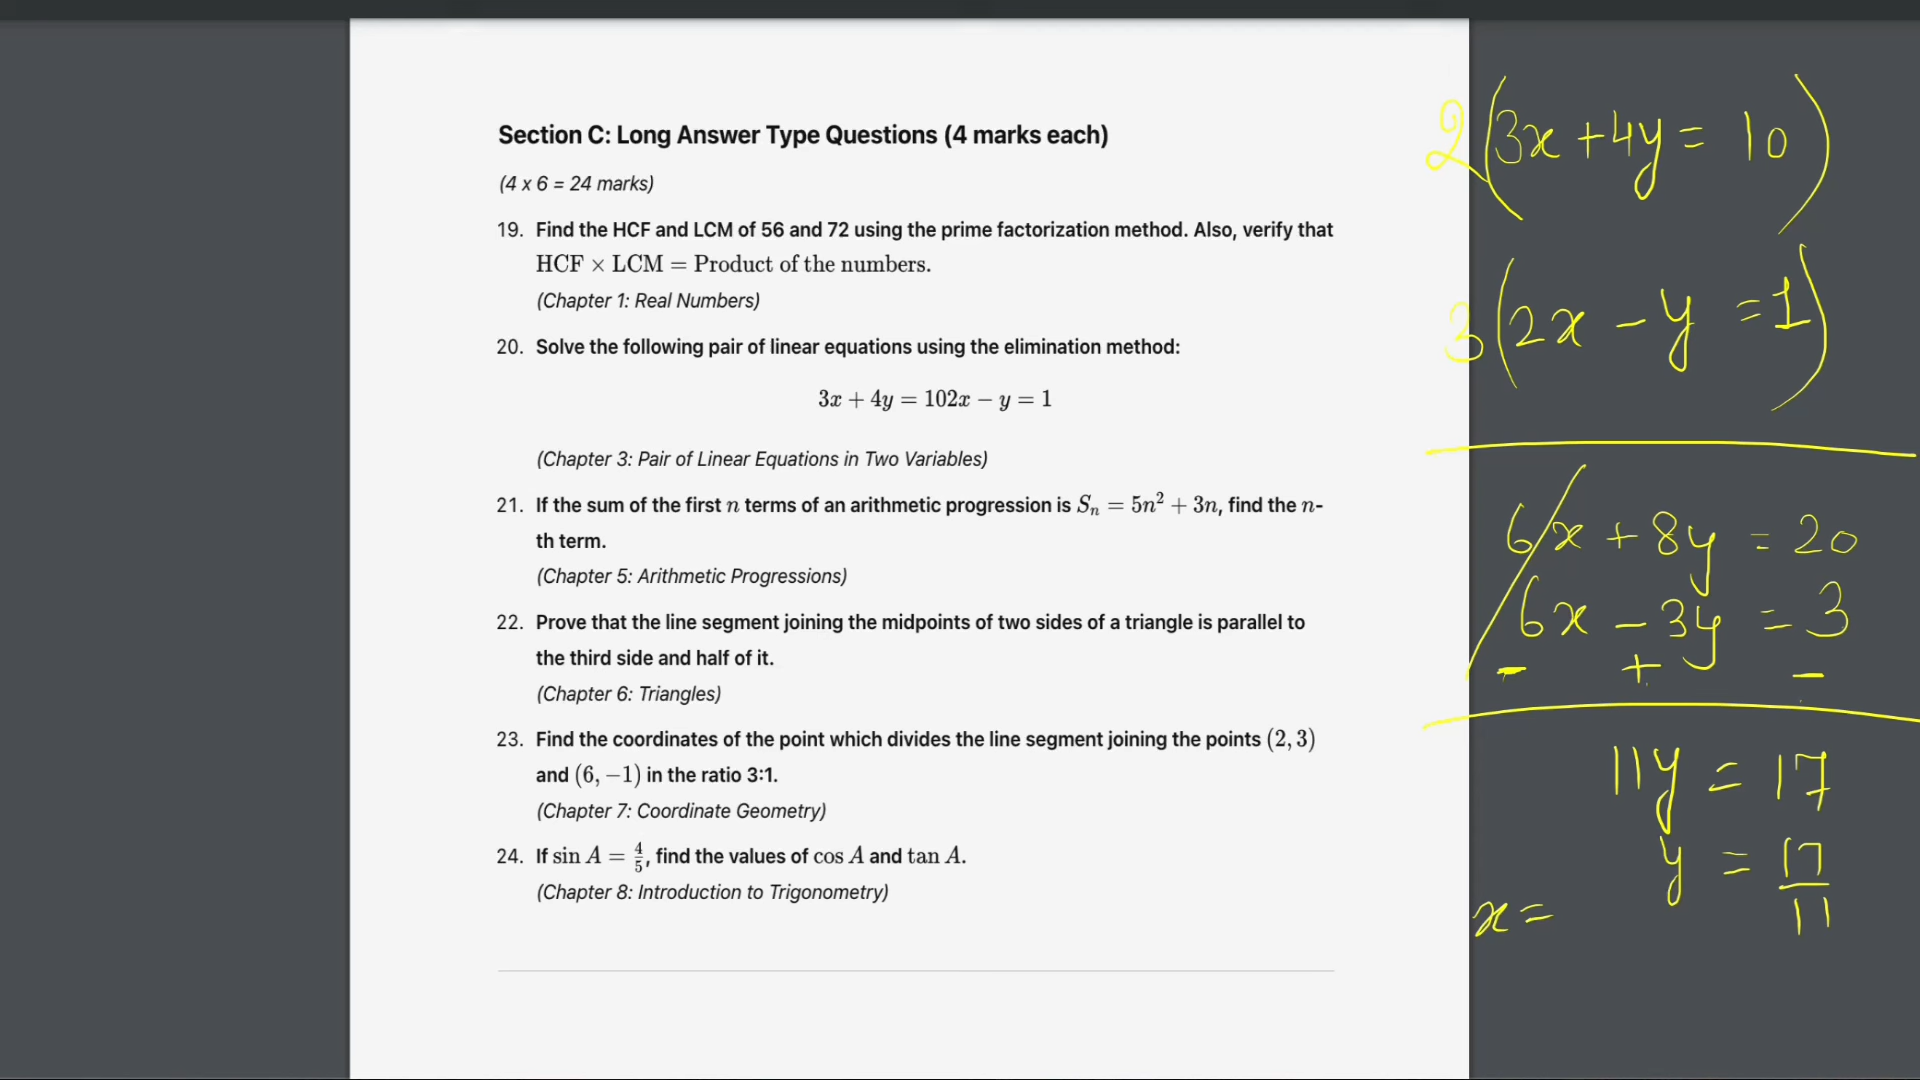 Section C: Long Answer Type Questions (4 marks each)
(4 x 6 = 24 marks)
19. Find the HCF and LCM of 56 and 72 using the prime factorization method. Also, verify that
HCF × LCM = Product of the numbers.
(Chapter 1: Real Numbers)
20. Solve the following pair of linear equations using the elimination method:
3x + 4y = 102x − y = 1
(Chapter 3: Pair of Linear Equations in Two Variables)
21. If the sum of the first n terms of an arithmetic progression is Sₙ = 5n² + 3n, find the n-
th term.
(Chapter 5: Arithmetic Progressions)
22. Prove that the line segment joining the midpoints of two sides of a triangle is parallel to
the third side and half of it.
(Chapter 6: Triangles)
23. Find the coordinates of the point which divides the line segment joining the points (2, 3)
and (6, −1) in the ratio 3:1.
(Chapter 7: Coordinate Geometry)
24. If sin A = 4/5, find the values of cos A and tan A.
(Chapter 8: Introduction to Trigonometry)
2(3x + 4y = 10)
3(2x − y = 1)
6x + 8y = 20
6x − 3y = 3
− + −
11y = 17
y = 17/11
x =